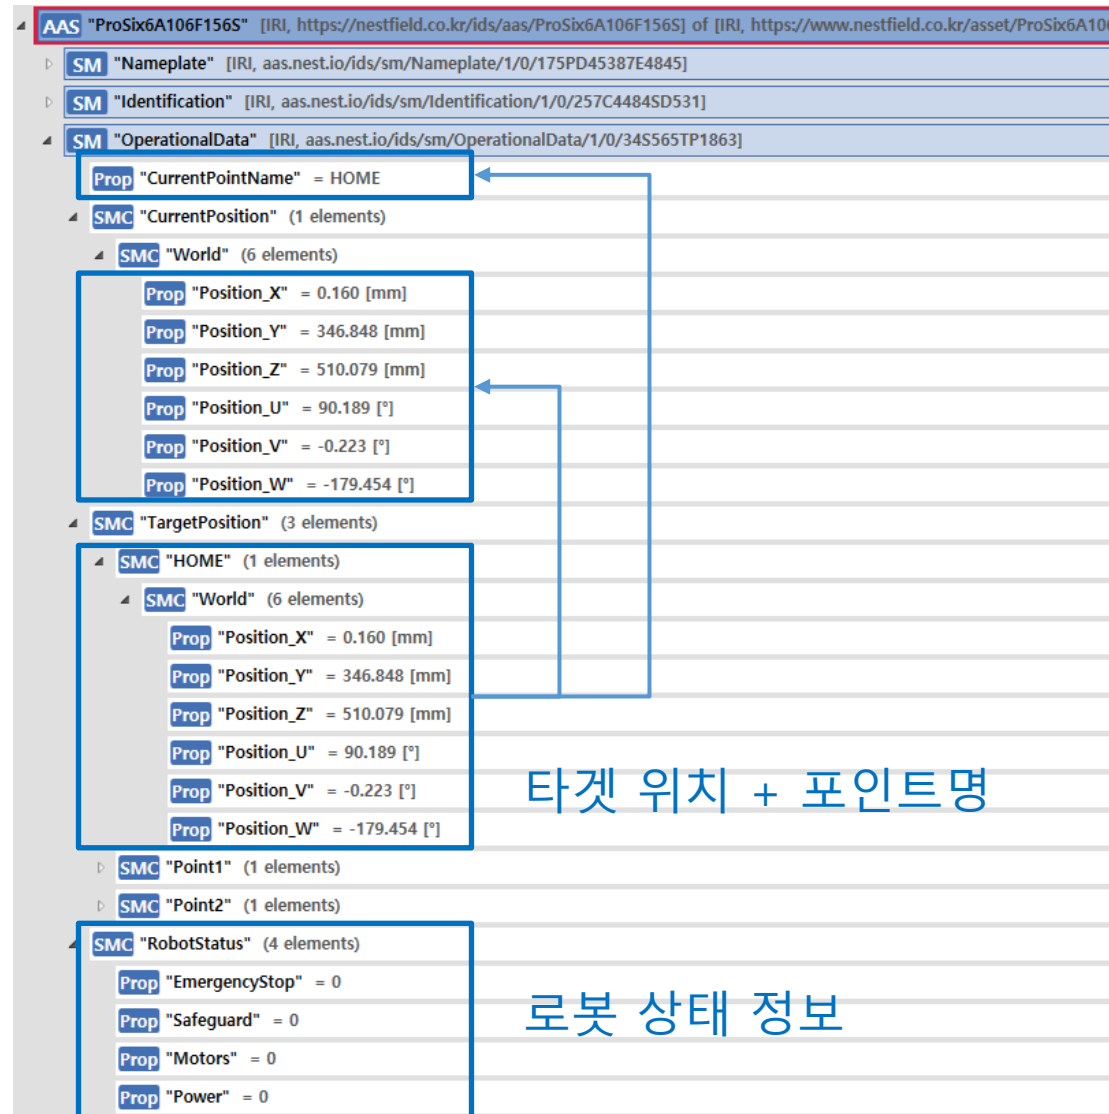 AAS "ProSix6A106F156S" [IRI, https://nestfield.co.kr/ids/aas/ProSix6A106F156S] of [IRI, https://www.nestfield.co.kr/asset/ProSix6A10
SM "Nameplate" [IRI, aas.nest.io/ids/sm/Nameplate/1/0/175PD45387E4845]
SM "Identification" [IRI, aas.nest.io/ids/sm/Identification/1/0/257C4484SD531]
SM "OperationalData" [IRI, aas.nest.io/ids/sm/OperationalData/1/0/34S565TP1863]
Prop "CurrentPointName" = HOME
SMC "CurrentPosition" (1 elements)
SMC "World" (6 elements)
Prop "Position_X" = 0.160 [mm]
Prop "Position_Y" = 346.848 [mm]
Prop "Position_Z" = 510.079 [mm]
Prop "Position_U" = 90.189 [°]
Prop "Position_V" = -0.223 [°]
Prop "Position_W" = -179.454 [°]
SMC "TargetPosition" (3 elements)
SMC "HOME" (1 elements)
SMC "World" (6 elements)
Prop "Position_X" = 0.160 [mm]
Prop "Position_Y" = 346.848 [mm]
Prop "Position_Z" = 510.079 [mm]
Prop "Position_U" = 90.189 [°]
Prop "Position_V" = -0.223 [°]
타겟 위치 + 포인트명
Prop "Position_W" = -179.454 [°]
SMC "Point1" (1 elements)
SMC "Point2" (1 elements)
SMC "RobotStatus" (4 elements)
Prop "EmergencyStop" = 0
Prop "Safeguard" = 0
로봇 상태 정보
Prop "Motors" = 0
Prop "Power" = 0